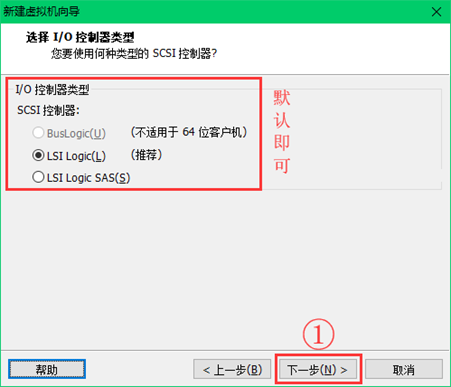 新建虚拟机向导
选择 I/O 控制器类型
您要使用何种类型的 SCSI 控制器?
I/O 控制器类型
SCSI 控制器:
BusLogic(U) (不适用于 64 位客户机)
LSI Logic(L) (推荐)
LSI Logic SAS(S)
默认即可
①
帮助
< 上一步(B)
下一步(N) >
取消